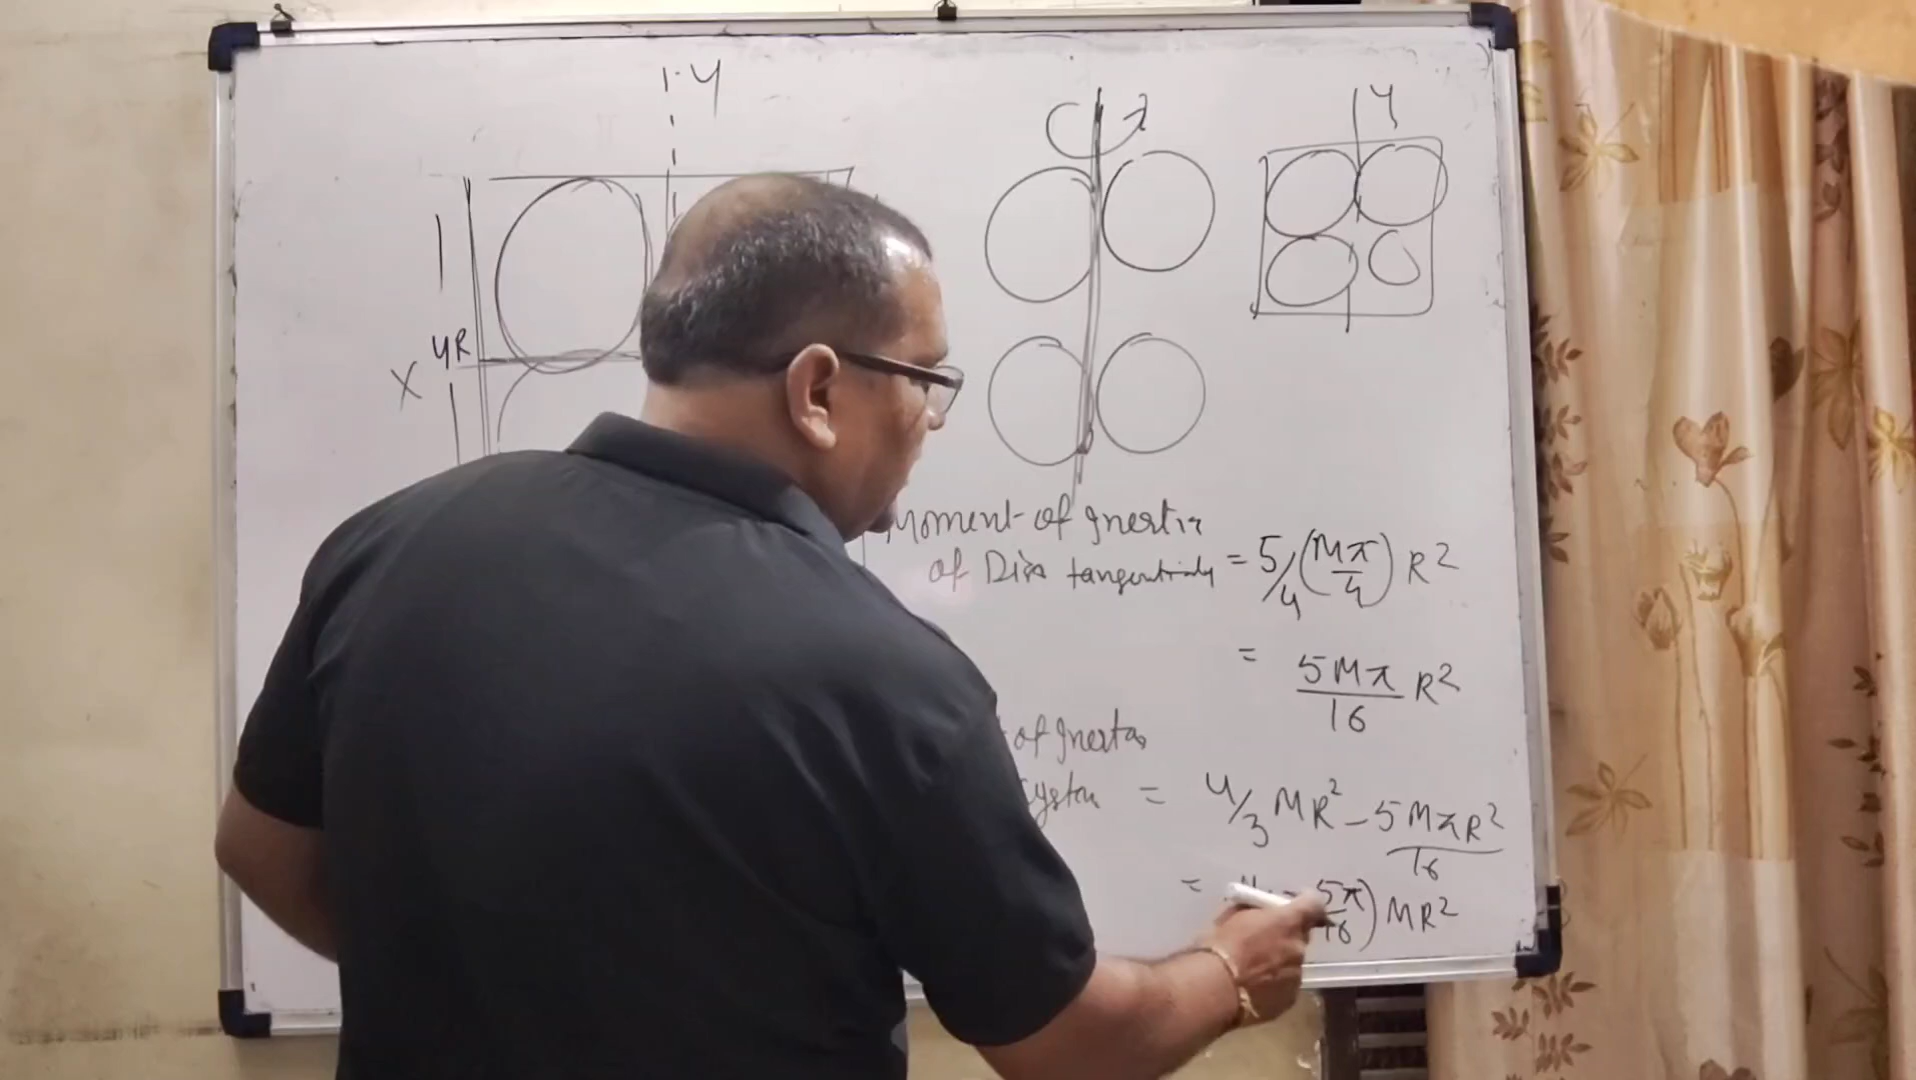 Y
Y
4R
X
Moment of Inertia
of Disc tangentially = 5/4 (Mπ/4) R²
= 5Mπ/16 R²
of Inertia
System = 4/3 MR² - 5MπR²/16
= 5π/16) MR²